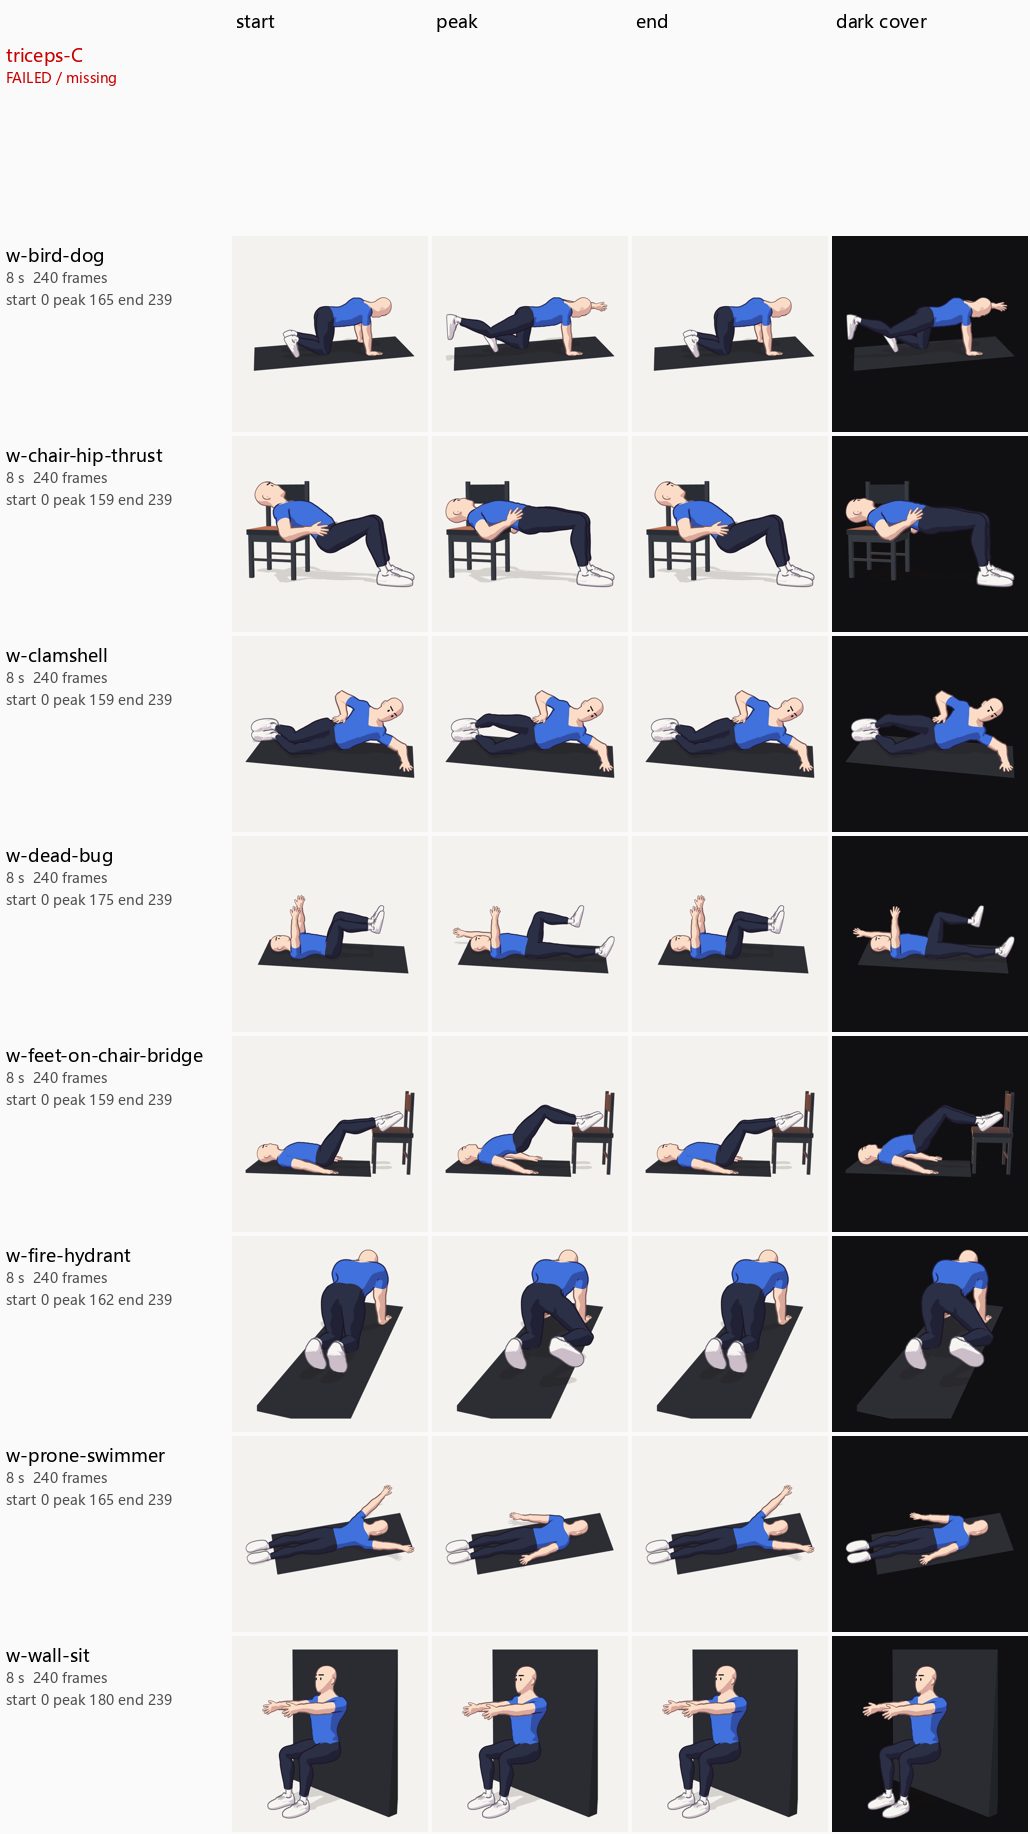 start peak end dark cover
triceps-C
FAILED / missing
w-bird-dog
8 s 240 frames
start 0 peak 165 end 239
w-chair-hip-thrust
8 s 240 frames
start 0 peak 159 end 239
w-clamshell
8 s 240 frames
start 0 peak 159 end 239
w-dead-bug
8 s 240 frames
start 0 peak 175 end 239
w-feet-on-chair-bridge
8 s 240 frames
start 0 peak 159 end 239
w-fire-hydrant
8 s 240 frames
start 0 peak 162 end 239
w-prone-swimmer
8 s 240 frames
start 0 peak 165 end 239
w-wall-sit
8 s 240 frames
start 0 peak 180 end 239